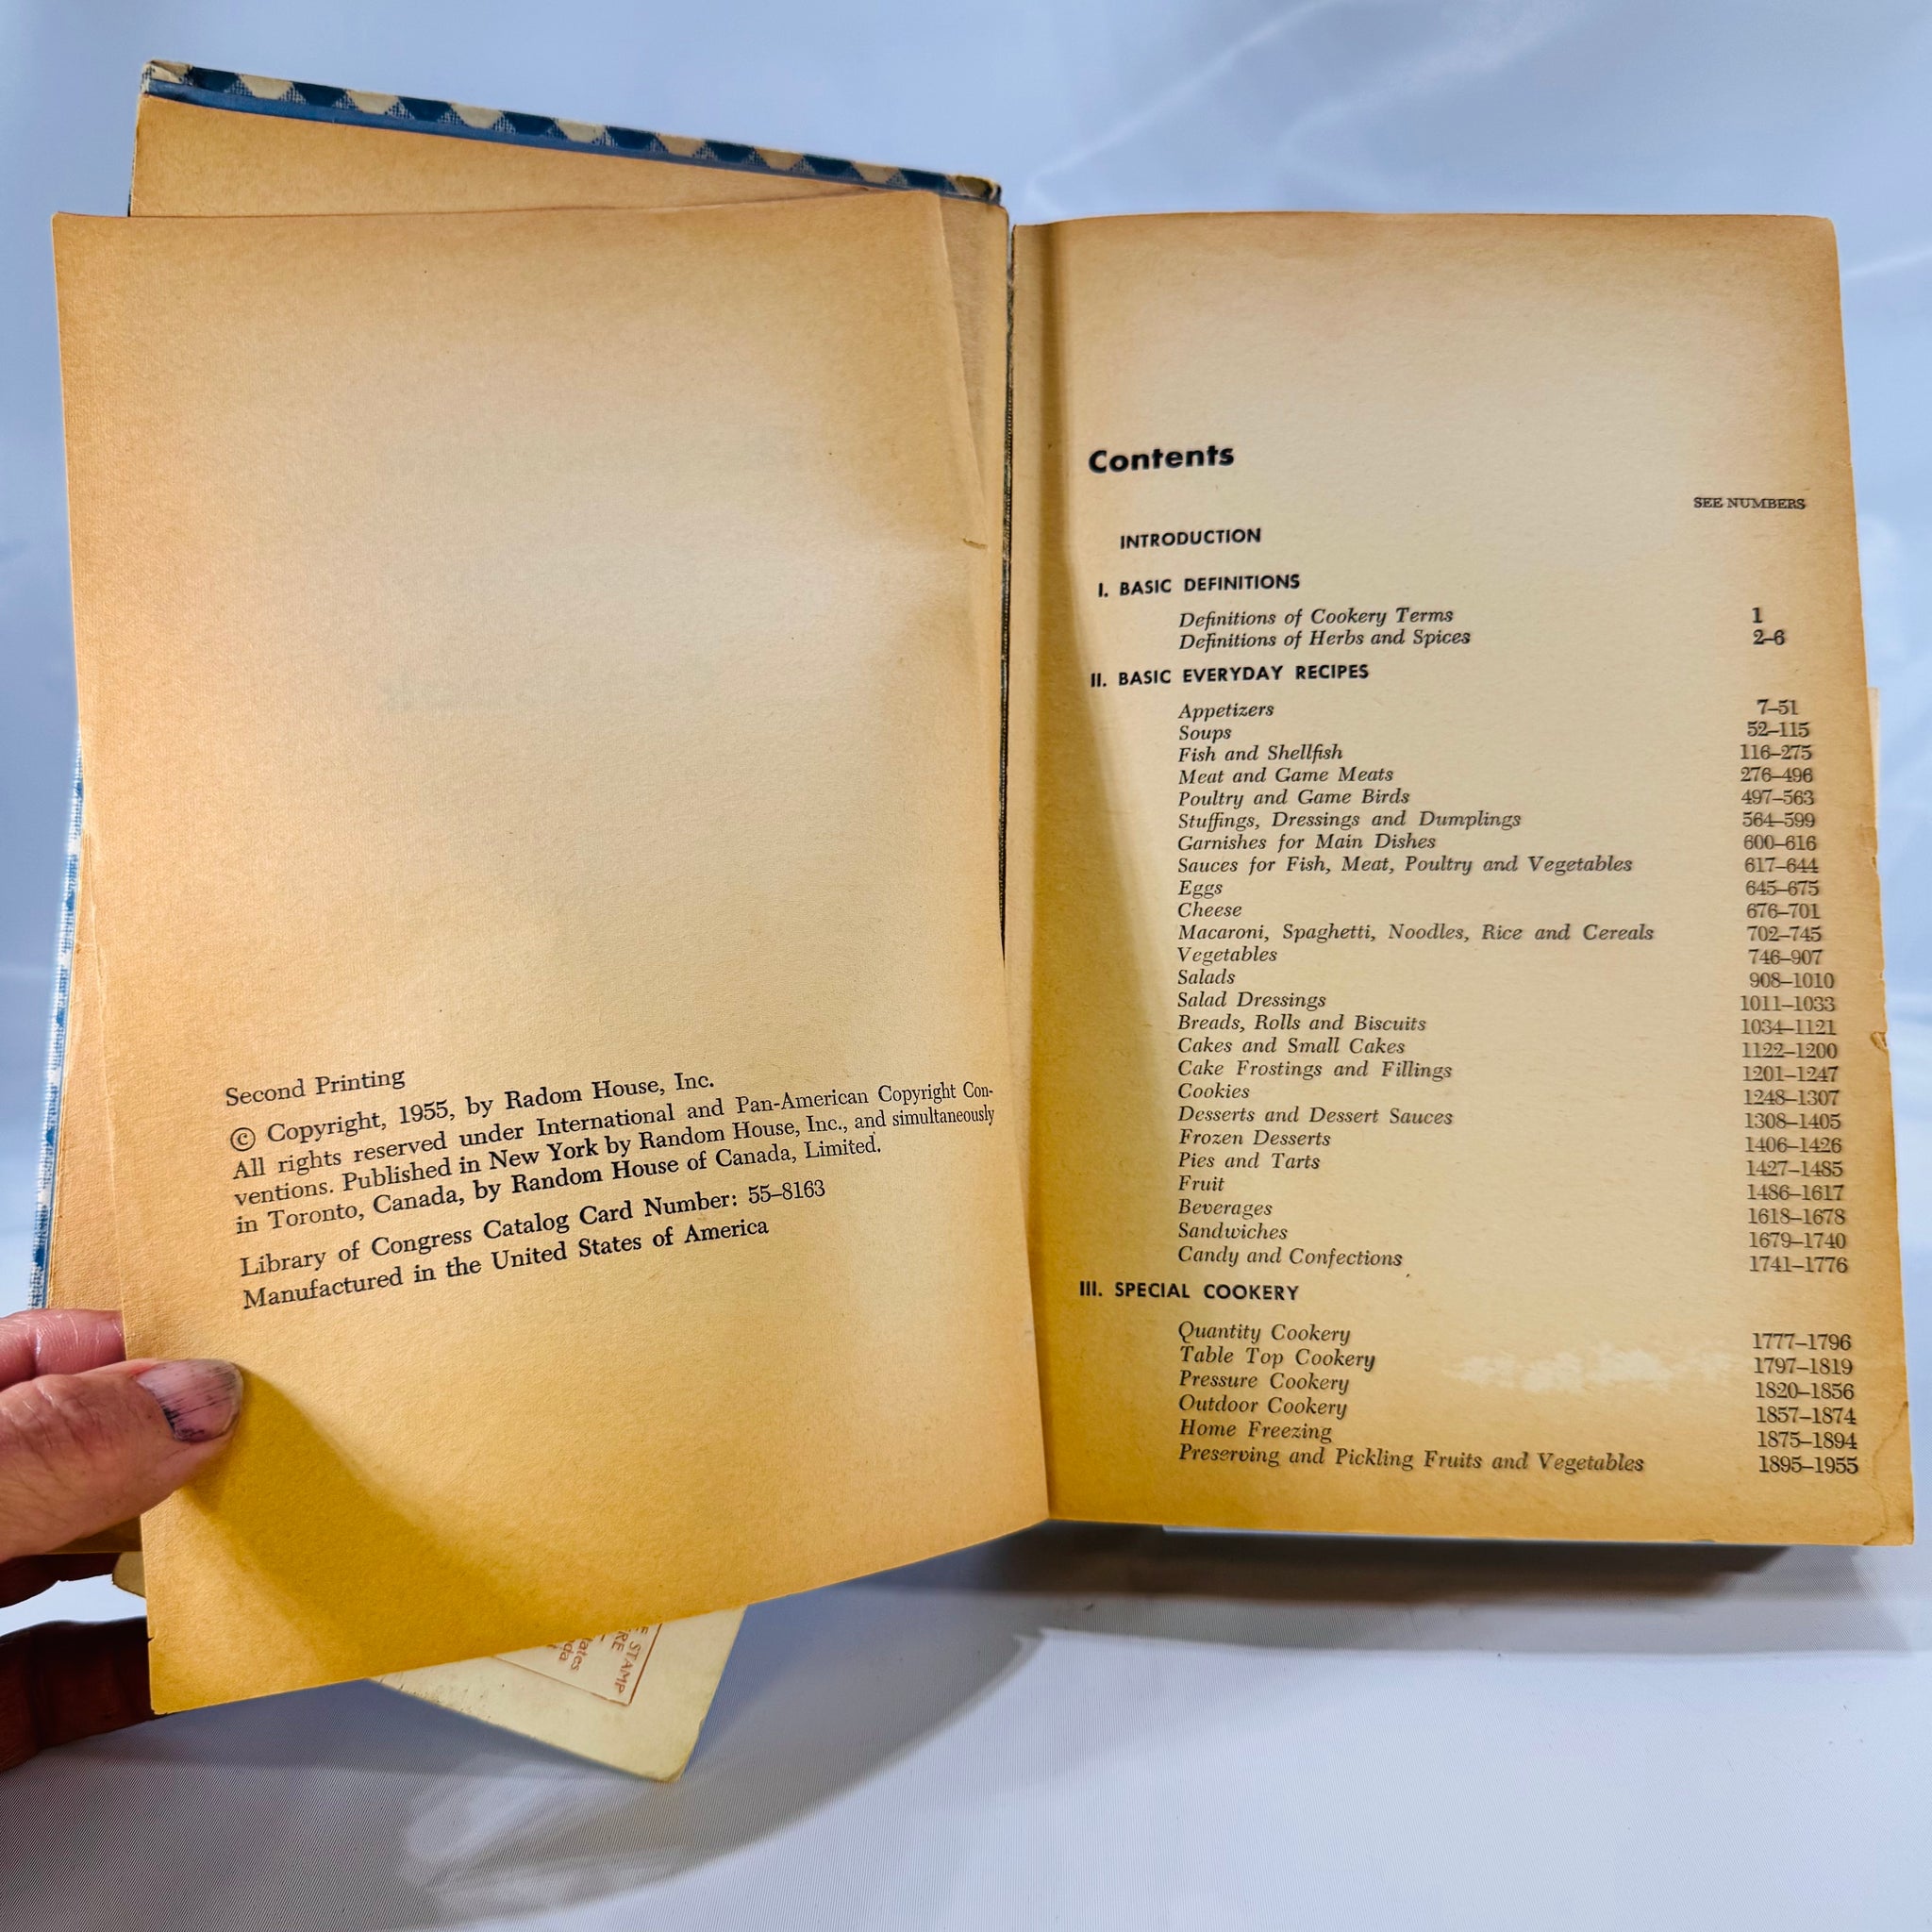 Second Printing
© Copyright, 1955, by Radom House, Inc.
All rights reserved under International and Pan-American Copyright Con-
ventions. Published in New York by Random House, Inc., and simultaneously
in Toronto, Canada, by Random House of Canada, Limited.
Library of Congress Catalog Card Number: 55–8163
Manufactured in the United States of America
STAMP
Contents
SEE NUMBERS
INTRODUCTION
I. BASIC DEFINITIONS
Definitions of Cookery Terms 1
Definitions of Herbs and Spices 2–6
II. BASIC EVERYDAY RECIPES
Appetizers 7–51
Soups 52–115
Fish and Shellfish 116–275
Meat and Game Meats 276–496
Poultry and Game Birds 497–563
Stuffings, Dressings and Dumplings 564–599
Garnishes for Main Dishes 600–616
Sauces for Fish, Meat, Poultry and Vegetables 617–644
Eggs 645–675
Cheese 676–701
Macaroni, Spaghetti, Noodles, Rice and Cereals 702–745
Vegetables 746–907
Salads 908–1010
Salad Dressings 1011–1033
Breads, Rolls and Biscuits 1034–1121
Cakes and Small Cakes 1122–1200
Cake Frostings and Fillings 1201–1247
Cookies 1248–1307
Desserts and Dessert Sauces 1308–1405
Frozen Desserts 1406–1426
Pies and Tarts 1427–1485
Fruit 1486–1617
Beverages 1618–1678
Sandwiches 1679–1740
Candy and Confections 1741–1776
III. SPECIAL COOKERY
Quantity Cookery 1777–1796
Table Top Cookery 1797–1819
Pressure Cookery 1820–1856
Outdoor Cookery 1857–1874
Home Freezing 1875–1894
Preserving and Pickling Fruits and Vegetables 1895–1955